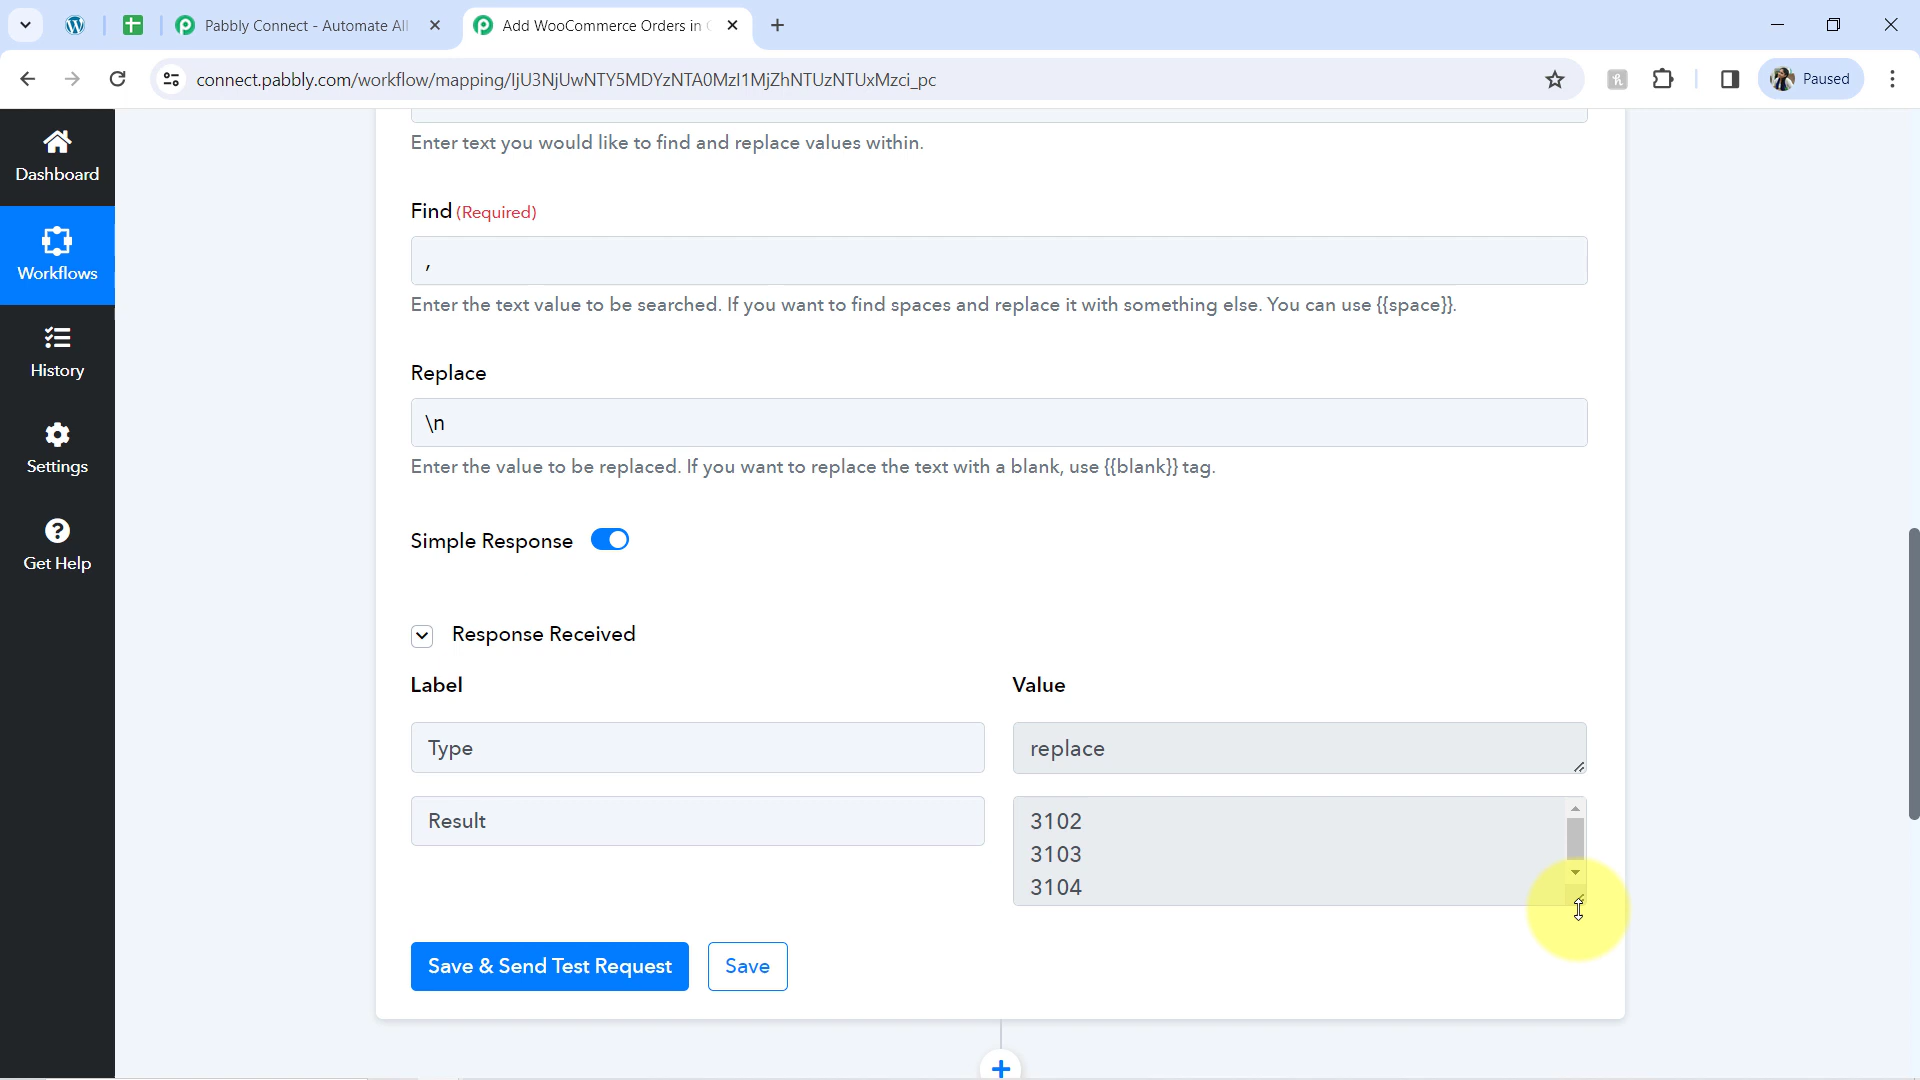 Pabbly Connect - Automate All
Add WooCommerce Orders in
connect.pabbly.com/workflow/mapping/IjU3NjUwNTY5MDYzNTA0MzI1MjZhNTUzNTUxMzci_pc
Paused
Dashboard
Workflows
History
Settings
Get Help
Enter text you would like to find and replace values within.
Find (Required)
,
Enter the text value to be searched. If you want to find spaces and replace it with something else. You can use {{space}}.
Replace
\n
Enter the value to be replaced. If you want to replace the text with a blank, use {{blank}} tag.
Simple Response
Response Received
Label Value
Type replace
Result 3102
3103
3104
Save & Send Test Request Save